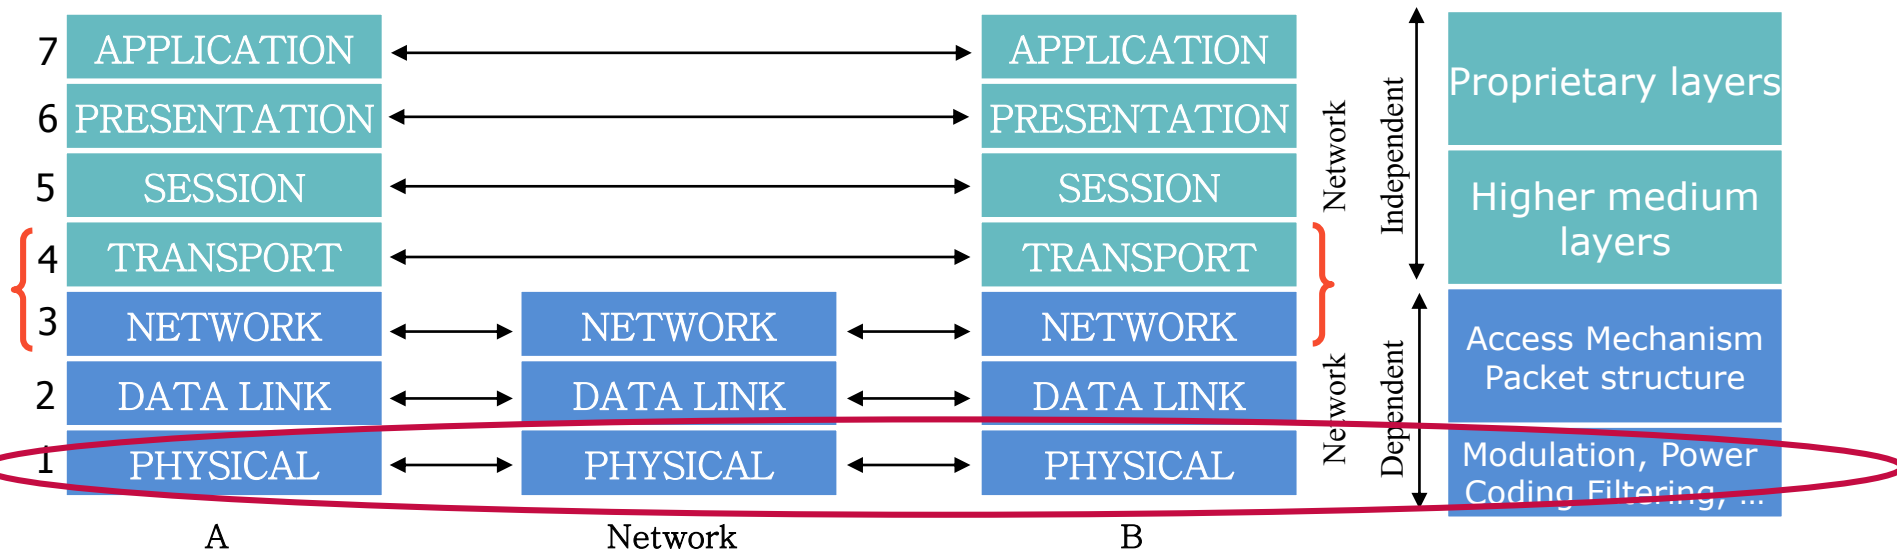 7 APPLICATION APPLICATION
6 PRESENTATION PRESENTATION
5 SESSION SESSION
4 TRANSPORT TRANSPORT
3 NETWORK NETWORK NETWORK
2 DATA LINK DATA LINK DATA LINK
1 PHYSICAL PHYSICAL PHYSICAL
A Network B
Network
Independent
Network
Dependent
Proprietary layers
Higher medium
layers
Access Mechanism
Packet structure
Modulation, Power
Coding Filtering, ...